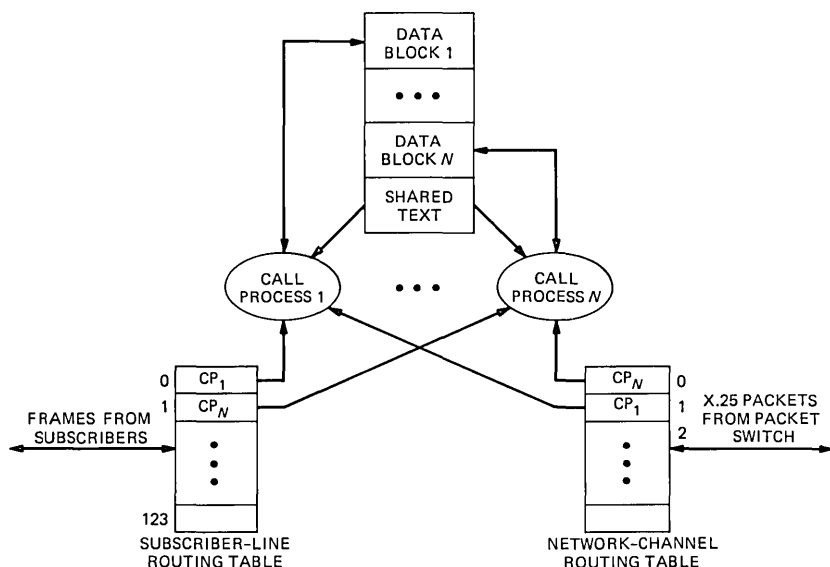 DATA
BLOCK 1
•••
DATA
BLOCK N
SHARED
TEXT
CALL
PROCESS 1
•••
CALL
PROCESS N
0
CP1
1
CPN
123
FRAMES FROM
SUBSCRIBERS
SUBSCRIBER-LINE
ROUTING TABLE
CPN
0
CP1
1
2
X.25 PACKETS
FROM PACKET
SWITCH
NETWORK-CHANNEL
ROUTING TABLE